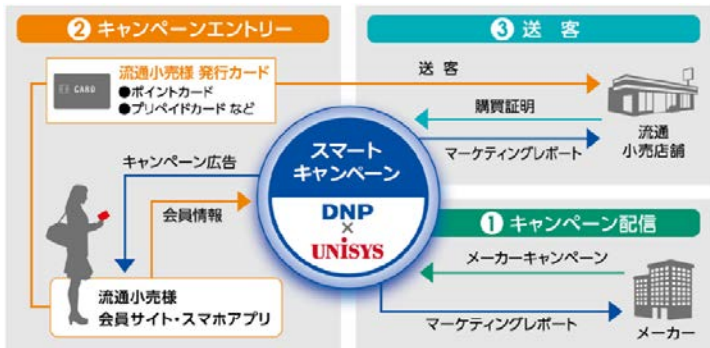 ② キャンペーンエントリー
流通小売様 発行カード
CARD
●ポイントカード
●プリペイドカード など
キャンペーン広告
会員情報
流通小売様
会員サイト・スマホアプリ
スマート
キャンペーン
DNP
×
UNiSYS
③ 送 客
送 客
購買証明
マーケティングレポート
流通
小売店舗
① キャンペーン配信
メーカーキャンペーン
マーケティングレポート
メーカー